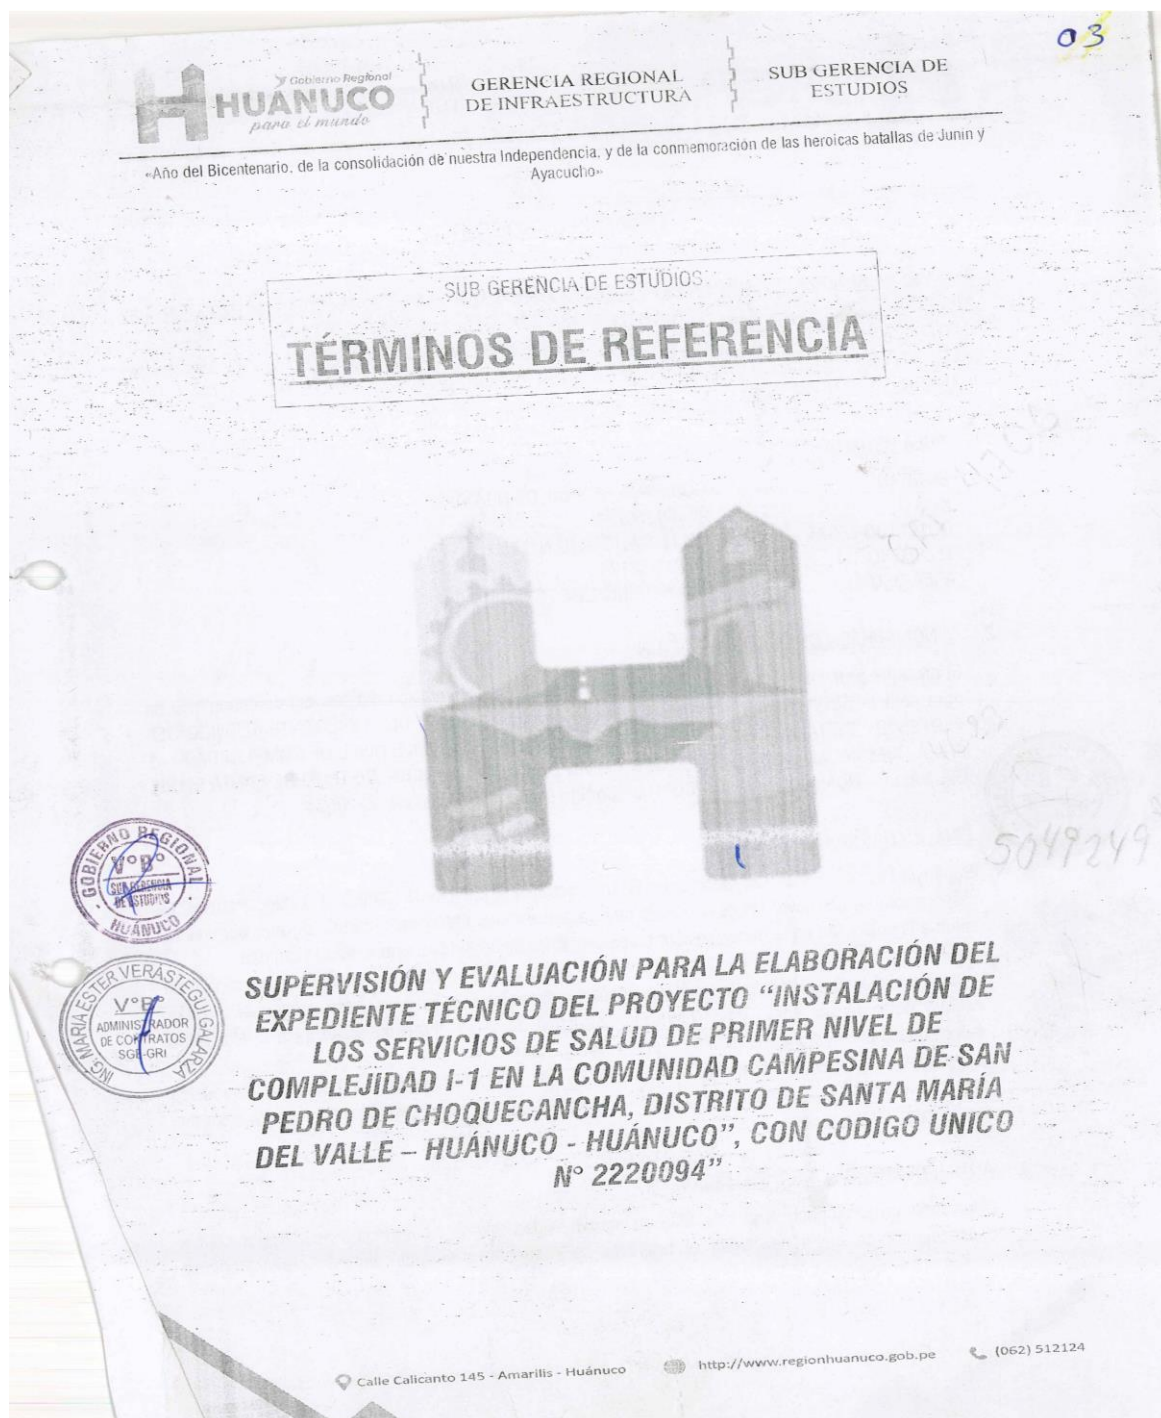 03
Gobierno Regional
HUÁNUCO
para el mundo
GERENCIA REGIONAL
DE INFRAESTRUCTURA
SUB GERENCIA DE
ESTUDIOS
«Año del Bicentenario, de la consolidación de nuestra Independencia, y de la conmemoración de las heroicas batallas de Junín y
Ayacucho»
SUB GERENCIA DE ESTUDIOS
TÉRMINOS DE REFERENCIA
5049249
GOBIERNO REGIONAL
V°B°
SUB GERENCIA
DE ESTUDIOS
HUÁNUCO
ING. MARIA ESTER VERÁSTEGUI GALARZA
V°B°
ADMINISTRADOR
DE CONTRATOS
SGE-GRI
SUPERVISIÓN Y EVALUACIÓN PARA LA ELABORACIÓN DEL
EXPEDIENTE TÉCNICO DEL PROYECTO “INSTALACIÓN DE
LOS SERVICIOS DE SALUD DE PRIMER NIVEL DE
COMPLEJIDAD I-1 EN LA COMUNIDAD CAMPESINA DE SAN
PEDRO DE CHOQUECANCHA, DISTRITO DE SANTA MARÍA
DEL VALLE – HUÁNUCO - HUÁNUCO”, CON CODIGO UNICO
N° 2220094”
Calle Calicanto 145 - Amarilis - Huánuco
http://www.regionhuanuco.gob.pe
(062) 512124